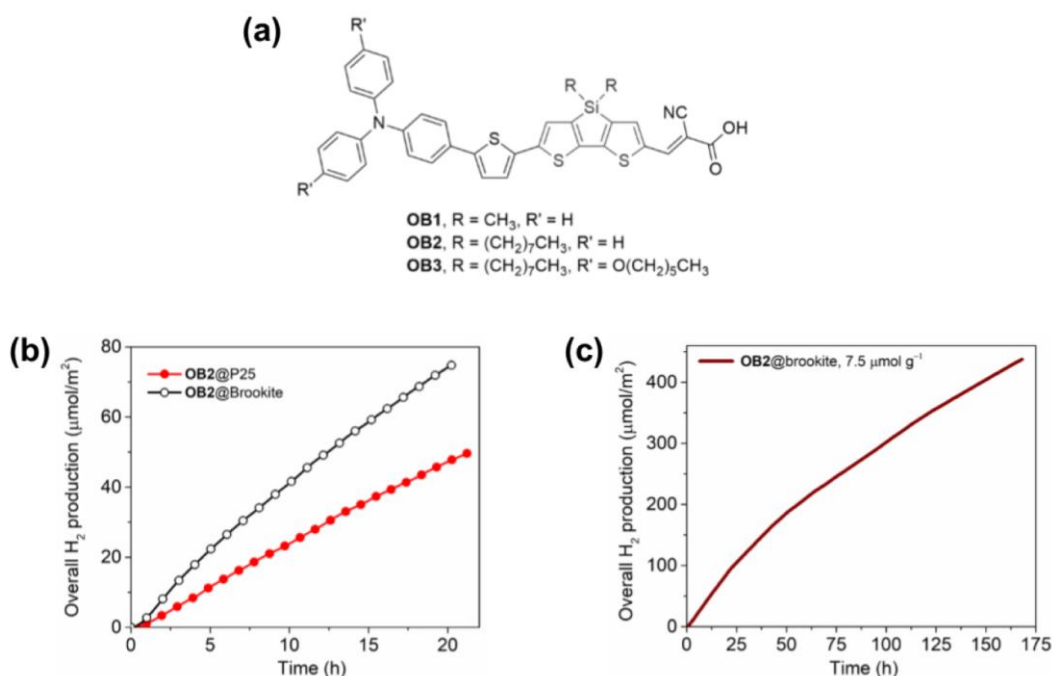 (a)
R'
R R
Si
NC
OH
N
S
O
S S
R'
OB1, R = CH₃, R' = H
OB2, R = (CH₂)₇CH₃, R' = H
OB3, R = (CH₂)₇CH₃, R' = O(CH₂)₅CH₃
(b)
80
60
40
20
0
Overall H₂ production (μmol/m²)
OB2@P25
OB2@Brookite
0 5 10 15 20
Time (h)
(c)
400
300
200
100
0
Overall H₂ production (μmol/m²)
OB2@brookite, 7.5 μmol g⁻¹
0 25 50 75 100 125 150 175
Time (h)